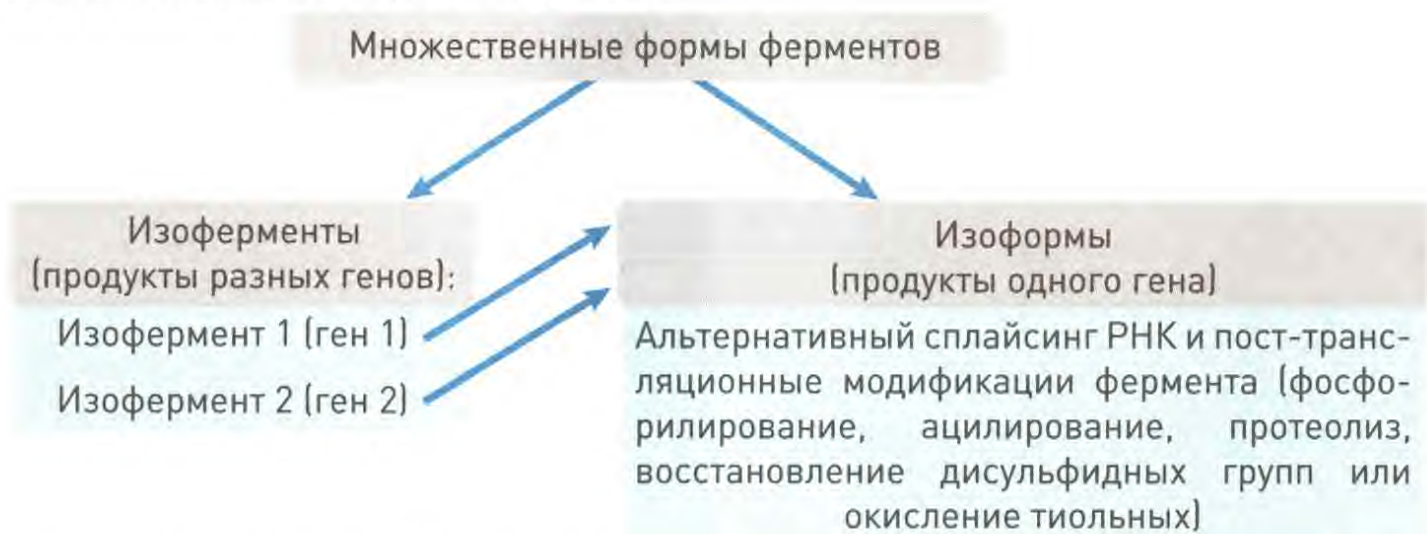 Множественные формы ферментов
Изоферменты
(продукты разных генов):
Изофермент 1 (ген 1)
Изофермент 2 (ген 2)
Изоформы
(продукты одного гена)
Альтернативный сплайсинг РНК и пост-транс-
ляционные модификации фермента (фосфо-
рилирование, ацилирование, протеолиз,
восстановление дисульфидных групп или
окисление тиольных)